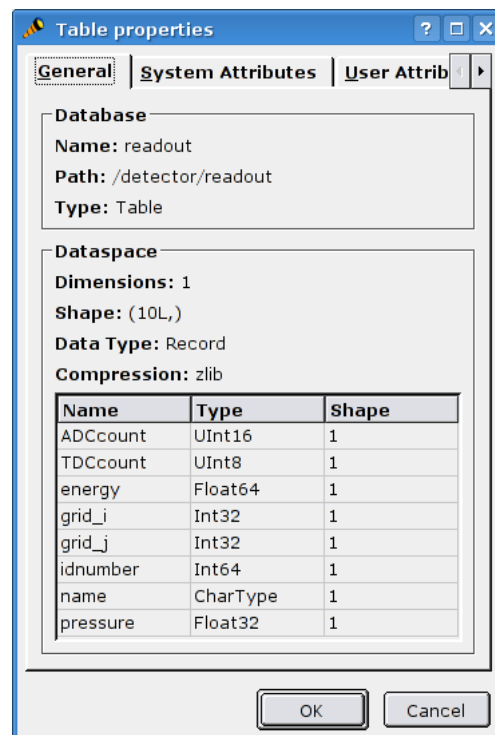 Table properties
General System Attributes User Attrib
Database
Name: readout
Path: /detector/readout
Type: Table
Dataspace
Dimensions: 1
Shape: (10L,)
Data Type: Record
Compression: zlib
Name Type Shape
ADCcount UInt16 1
TDCcount UInt8 1
energy Float64 1
grid_i Int32 1
grid_j Int32 1
idnumber Int64 1
name CharType 1
pressure Float32 1
OK Cancel